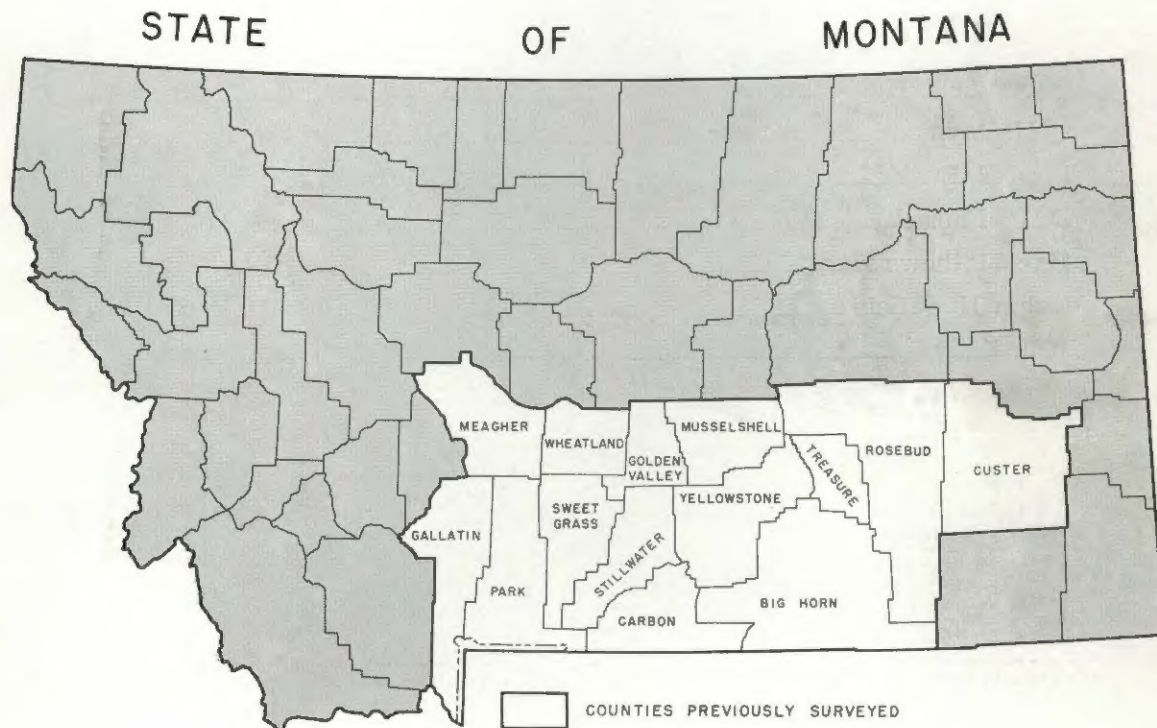 STATE OF MONTANA
MEAGHER
WHEATLAND
GOLDEN
VALLEY
MUSSELSHELL
TREASURE
ROSEBUD
CUSTER
SWEET
GRASS
YELLOWSTONE
GALLATIN
STILLWATER
PARK
CARBON
BIG HORN
COUNTIES PREVIOUSLY SURVEYED